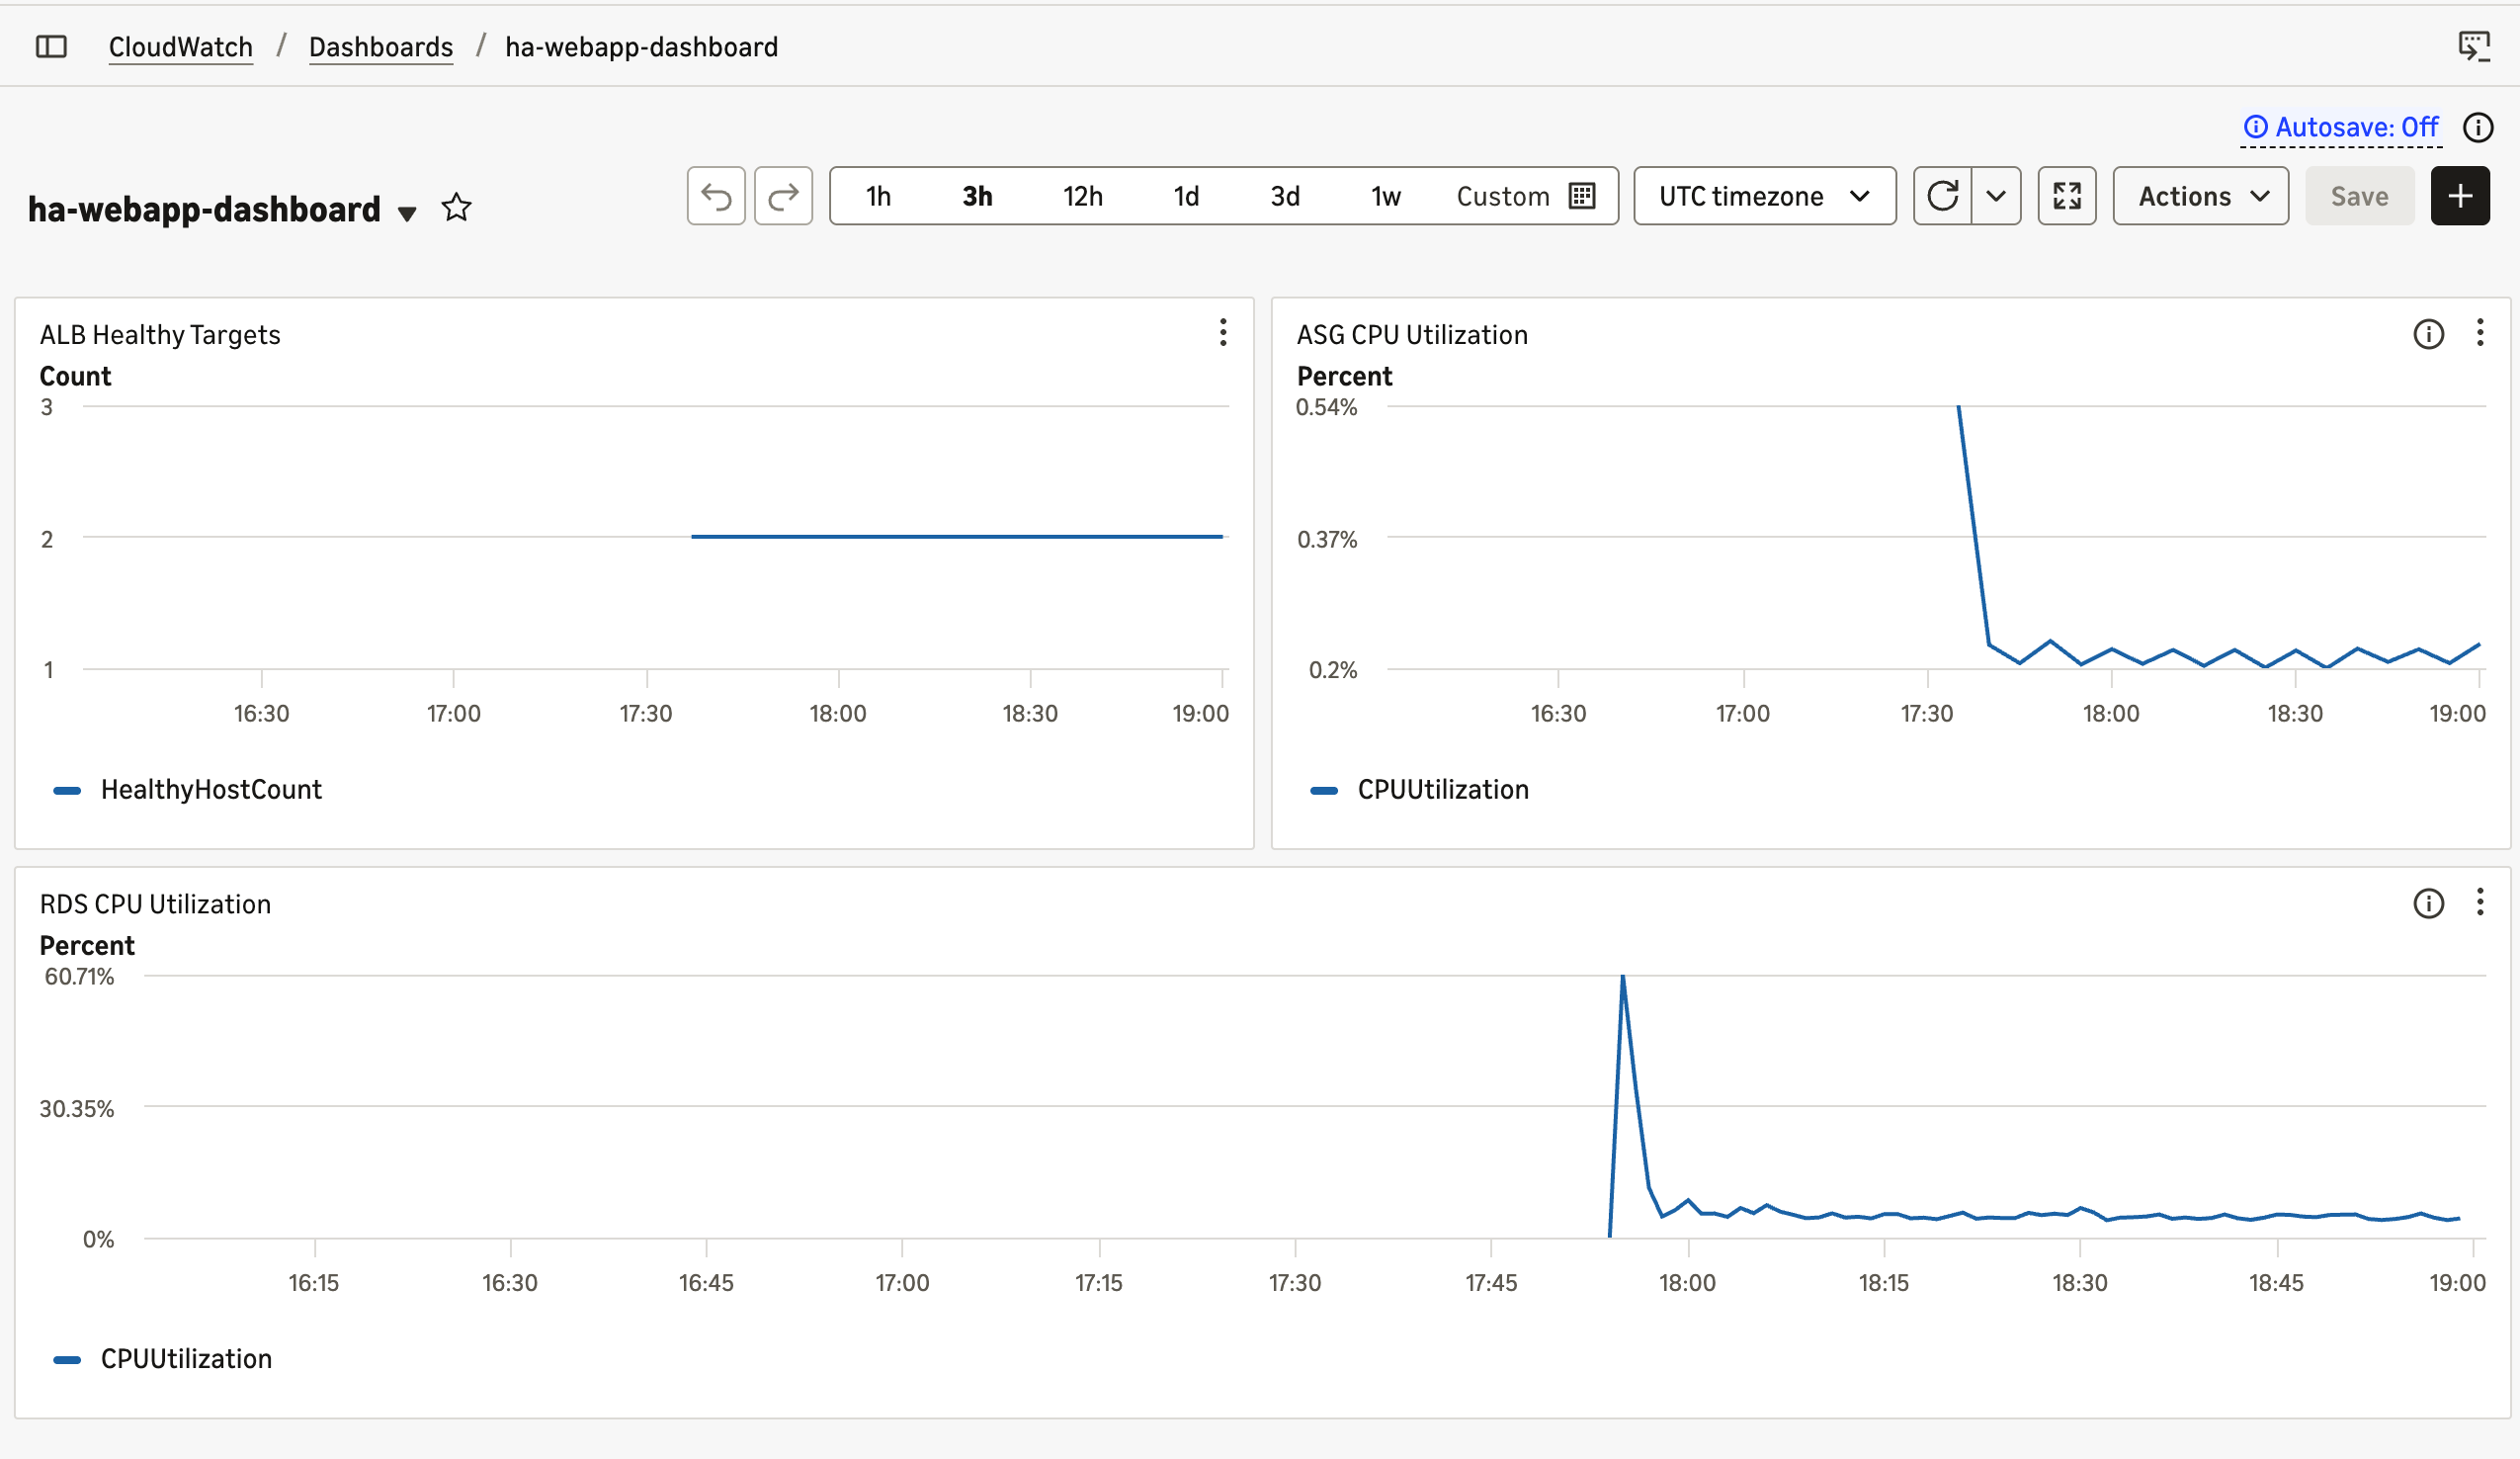 CloudWatch / Dashboards / ha-webapp-dashboard
Autosave: Off
ha-webapp-dashboard
1h 3h 12h 1d 3d 1w Custom UTC timezone Actions Save
ALB Healthy Targets
Count
3
2
1
16:30 17:00 17:30 18:00 18:30 19:00
HealthyHostCount
ASG CPU Utilization
Percent
0.54%
0.37%
0.2%
16:30 17:00 17:30 18:00 18:30 19:00
CPUUtilization
RDS CPU Utilization
Percent
60.71%
30.35%
0%
16:15 16:30 16:45 17:00 17:15 17:30 17:45 18:00 18:15 18:30 18:45 19:00
CPUUtilization